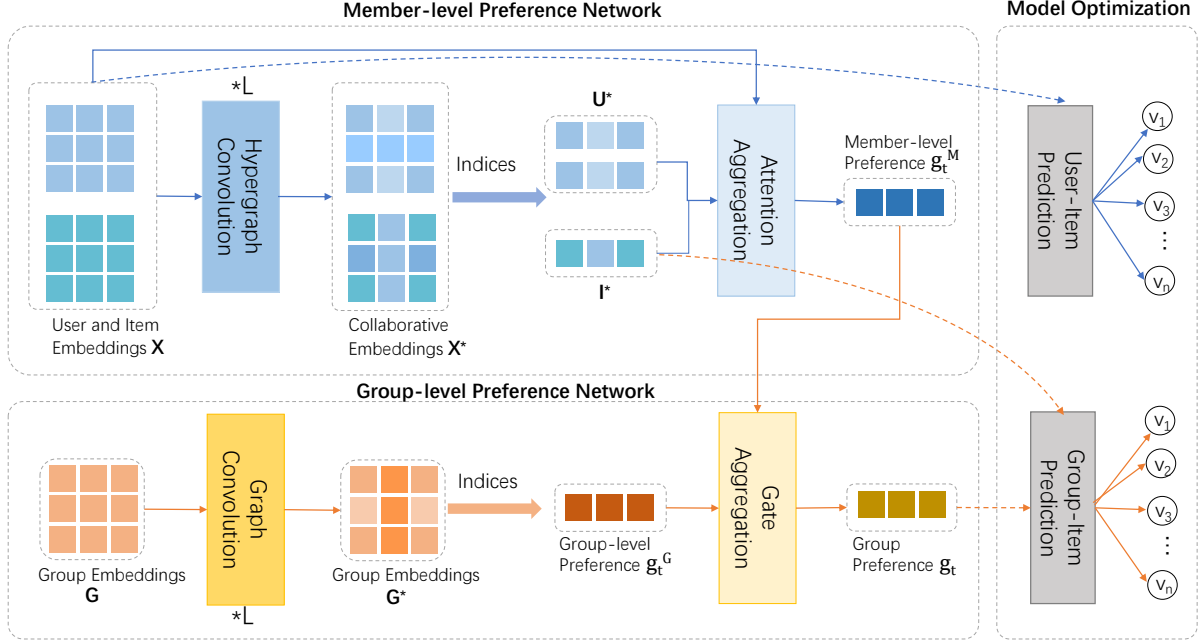 Member-level Preference Network
Model Optimization
*L
Hypergraph
Convolution
Indices
U*
I*
Attention
Aggregation
Member-level
Preference g_t^M
User-Item
Prediction
v1
v2
v3
...
vn
User and Item
Embeddings X
Collaborative
Embeddings X*
Group-level Preference Network
Graph
Convolution
*L
Indices
Group Embeddings
G
Group Embeddings
G*
Group-level
Preference g_t^G
Gate
Aggregation
Group
Preference g_t
Group-Item
Prediction
v1
v2
v3
...
vn